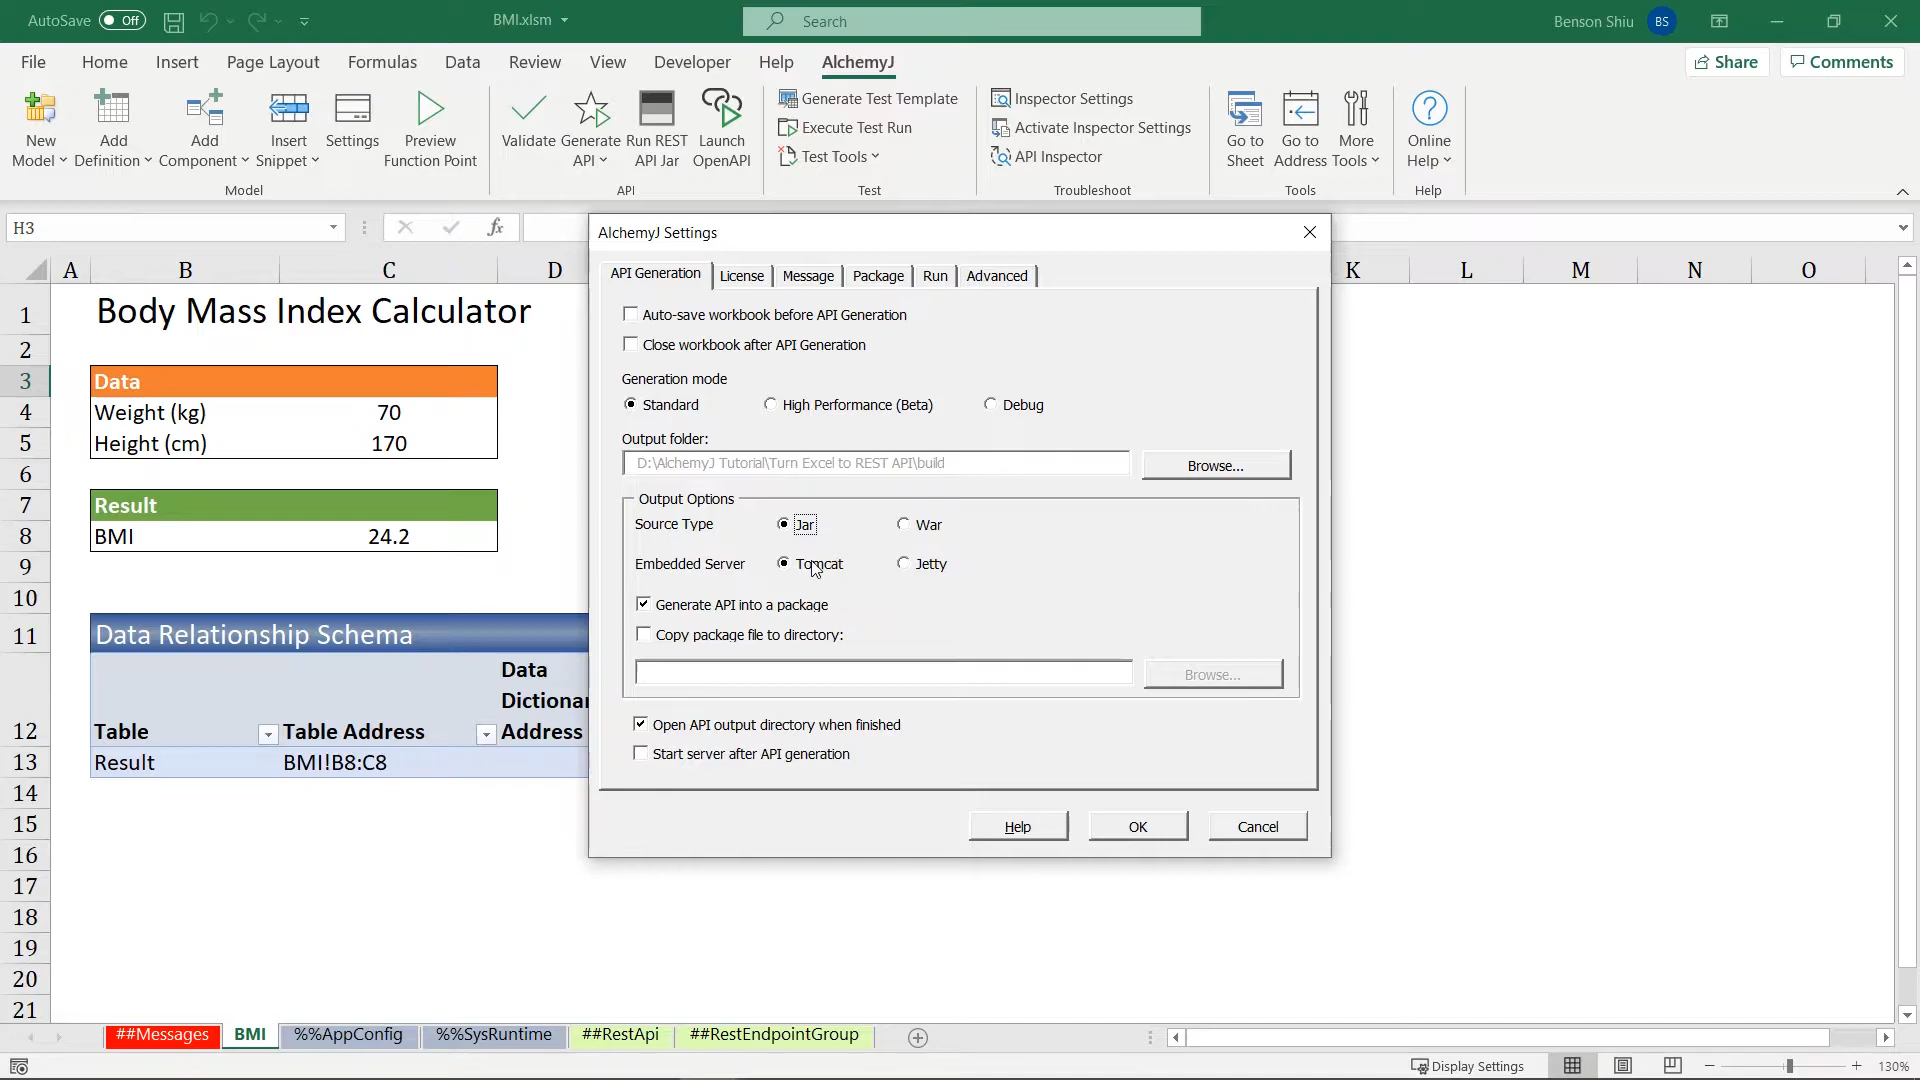 AutoSave Off BMI.xlsm Search Benson Shiu BS
File Home Insert Page Layout Formulas Data Review View Developer Help AlchemyJ Share Comments
New Model
Add Definition
Add Component
Insert Snippet
Settings
Preview Function Point
Model
Validate
Generate API
Run REST API Jar
Launch OpenAPI
API
Generate Test Template
Execute Test Run
Test Tools
Test
Inspector Settings
Activate Inspector Settings
API Inspector
Troubleshoot
Go to Sheet
Go to Address
More Tools
Tools
Online Help
Help
H3 fx
A B C D K L M N O
1 Body Mass Index Calculator
2
3 Data
4 Weight (kg) 70
5 Height (cm) 170
6
7 Result
8 BMI 24.2
9
10
11 Data Relationship Schema
Data
Dictionar
12 Table Table Address Address
13 Result BMI!B8:C8
14
15
16
17
18
19
20
21
AlchemyJ Settings
API Generation License Message Package Run Advanced
Auto-save workbook before API Generation
Close workbook after API Generation
Generation mode
Standard High Performance (Beta) Debug
Output folder:
D:\AlchemyJ Tutorial\Turn Excel to REST API\build Browse...
Output Options
Source Type Jar War
Embedded Server Tomcat Jetty
Generate API into a package
Copy package file to directory:
Browse...
Open API output directory when finished
Start server after API generation
Help OK Cancel
##Messages BMI %%AppConfig %%SysRuntime ##RestApi ##RestEndpointGroup
Display Settings 130%